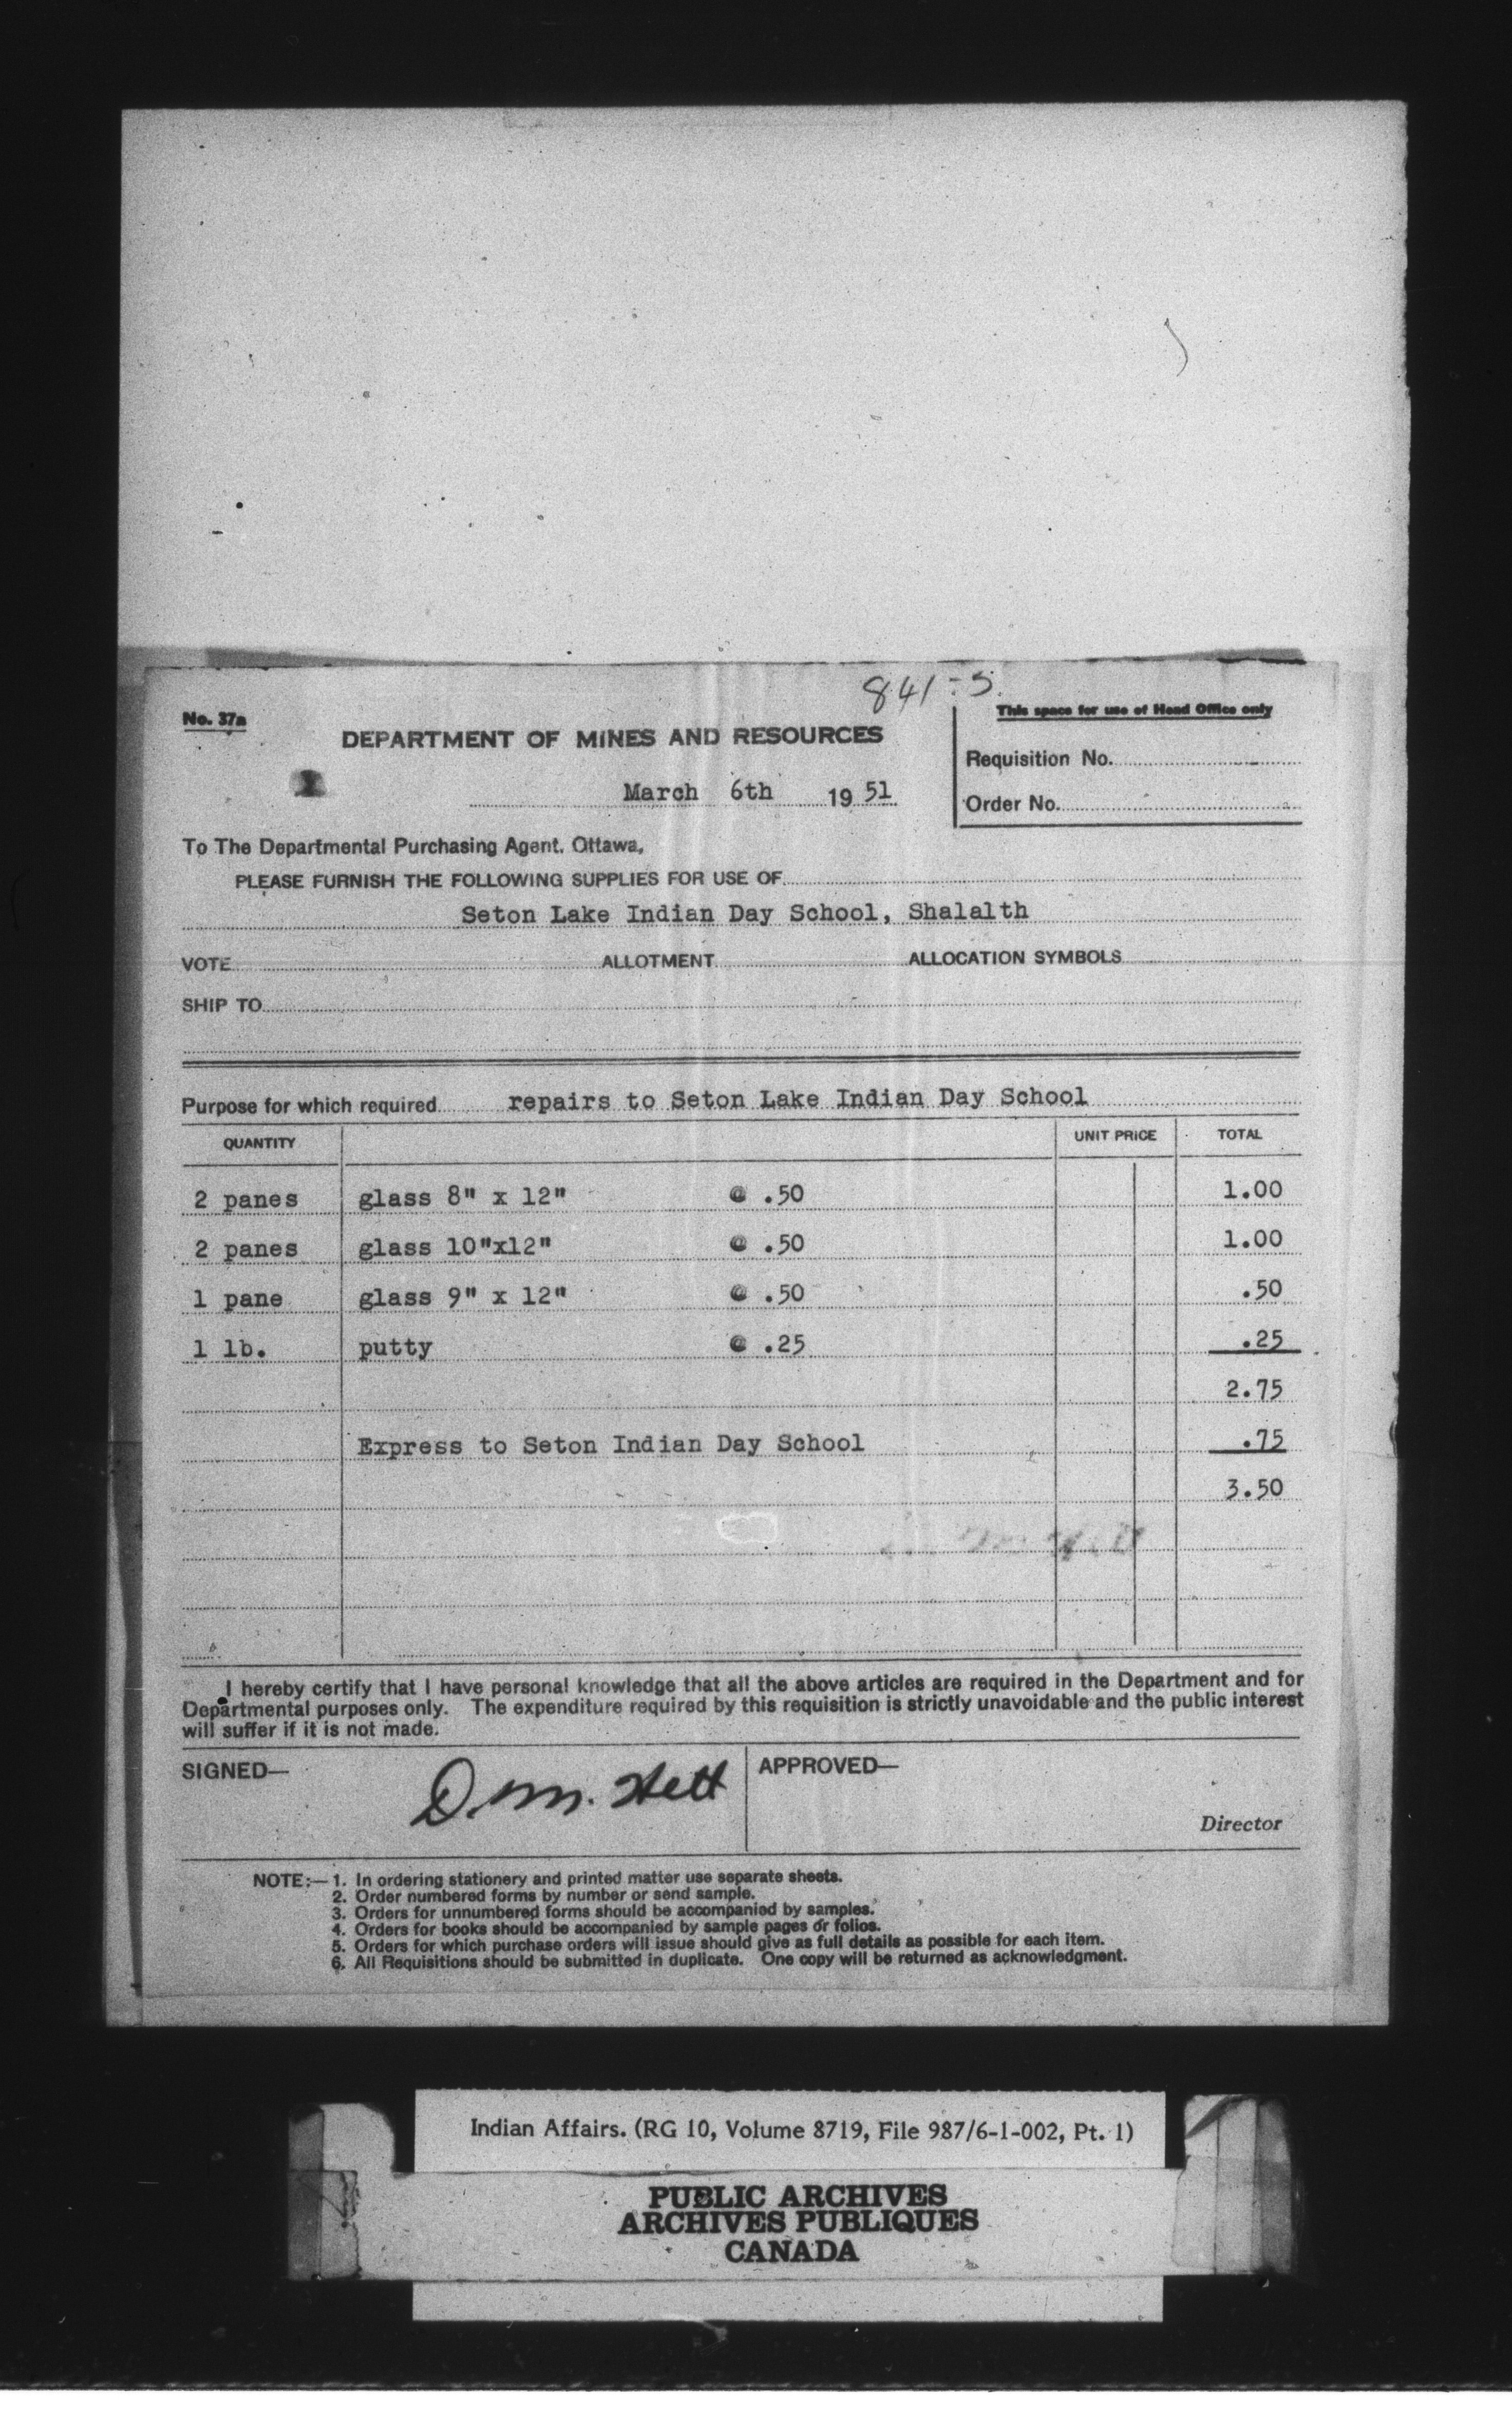 841-5.
No. 37a
This space for use of Head Office only
DEPARTMENT OF MINES AND RESOURCES
Requisition No.
March 6th 1951
Order No.
To The Departmental Purchasing Agent, Ottawa,
PLEASE FURNISH THE FOLLOWING SUPPLIES FOR USE OF
Seton Lake Indian Day School, Shalalth
VOTE ALLOTMENT ALLOCATION SYMBOLS
SHIP TO
Purpose for which required repairs to Seton Lake Indian Day School
QUANTITY UNIT PRICE TOTAL
2 panes glass 8" x 12" @ .50 1.00
2 panes glass 10"x12" @ .50 1.00
1 pane glass 9" x 12" @ .50 .50
1 lb. putty @ .25 .25
2.75
Express to Seton Indian Day School .75
3.50
I hereby certify that I have personal knowledge that all the above articles are required in the Department and for
Departmental purposes only. The expenditure required by this requisition is strictly unavoidable and the public interest
will suffer if it is not made.
SIGNED— APPROVED—
D.M. Hett
Director
NOTE:—1. In ordering stationery and printed matter use separate sheets.
2. Order numbered forms by number or send sample.
3. Orders for unnumbered forms should be accompanied by samples.
4. Orders for books should be accompanied by sample pages or folios.
5. Orders for which purchase orders will issue should give as full details as possible for each item.
6. All Requisitions should be submitted in duplicate. One copy will be returned as acknowledgment.
Indian Affairs. (RG 10, Volume 8719, File 987/6-1-002, Pt. 1)
PUBLIC ARCHIVES
ARCHIVES PUBLIQUES
CANADA